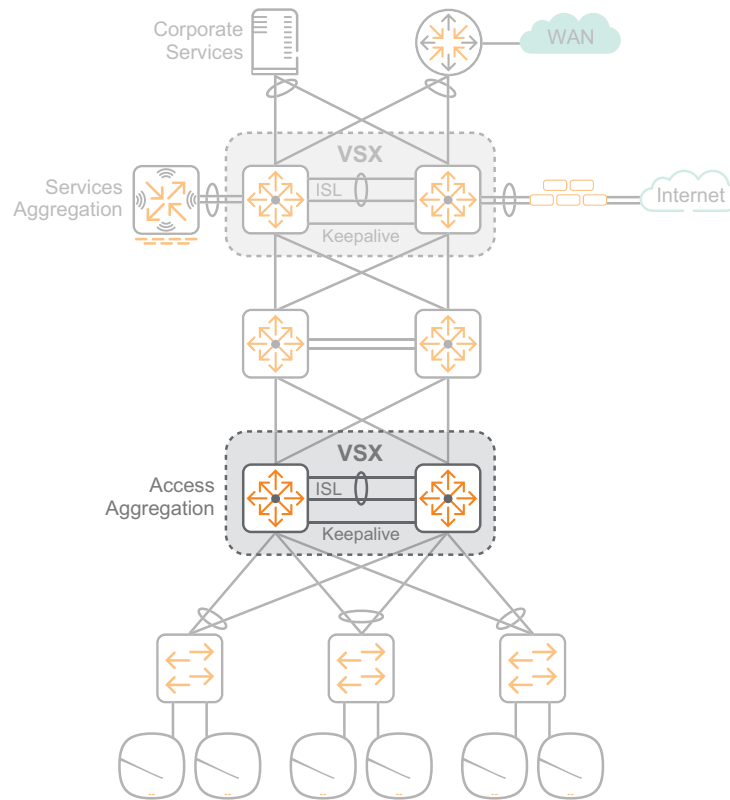 Corporate
Services
WAN
VSX
Services
Aggregation
ISL
Internet
Keepalive
VSX
Access
Aggregation
ISL
Keepalive